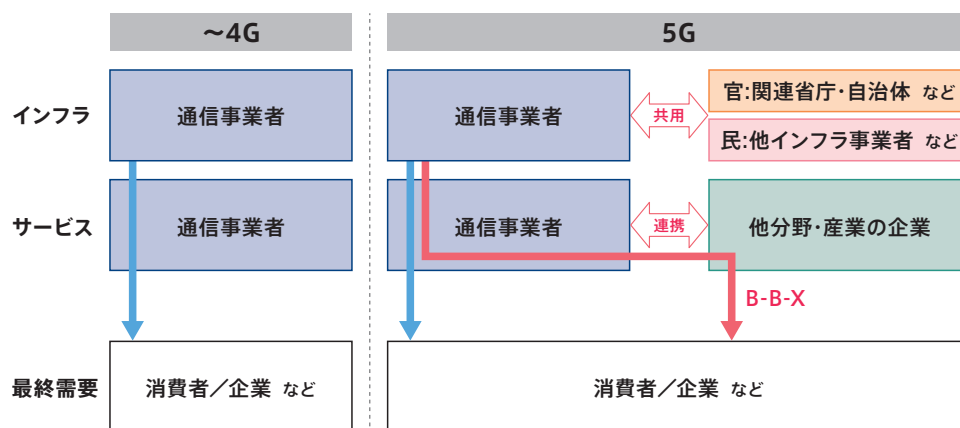 ～4G
5G
インフラ
通信事業者
通信事業者
共用
官:関連省庁・自治体 など
民:他インフラ事業者 など
サービス
通信事業者
通信事業者
連携
他分野・産業の企業
B-B-X
最終需要
消費者／企業 など
消費者／企業 など